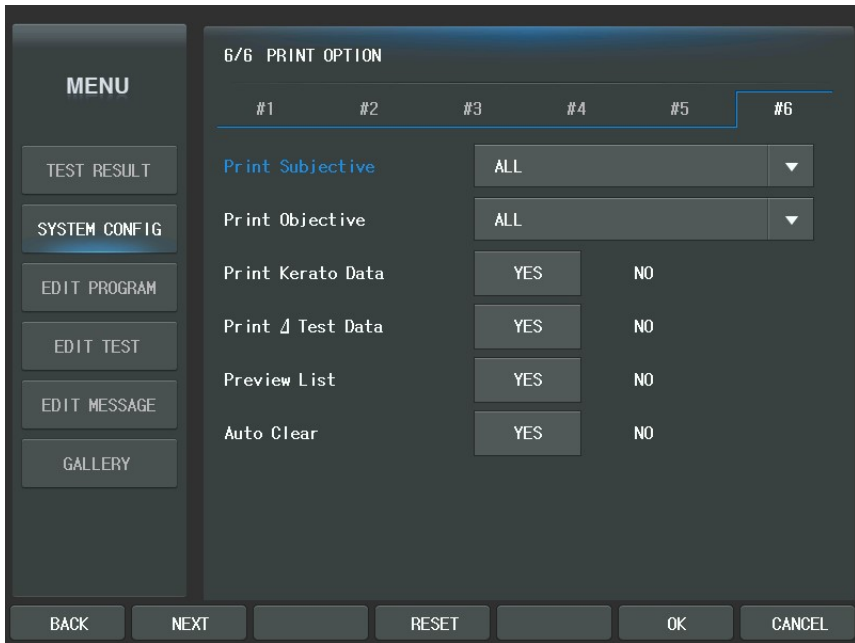 MENU
TEST RESULT
SYSTEM CONFIG
EDIT PROGRAM
EDIT TEST
EDIT MESSAGE
GALLERY
6/6 PRINT OPTION
#1 #2 #3 #4 #5 #6
Print Subjective ALL
Print Objective ALL
Print Kerato Data YES NO
Print ⊿ Test Data YES NO
Preview List YES NO
Auto Clear YES NO
BACK NEXT RESET OK CANCEL